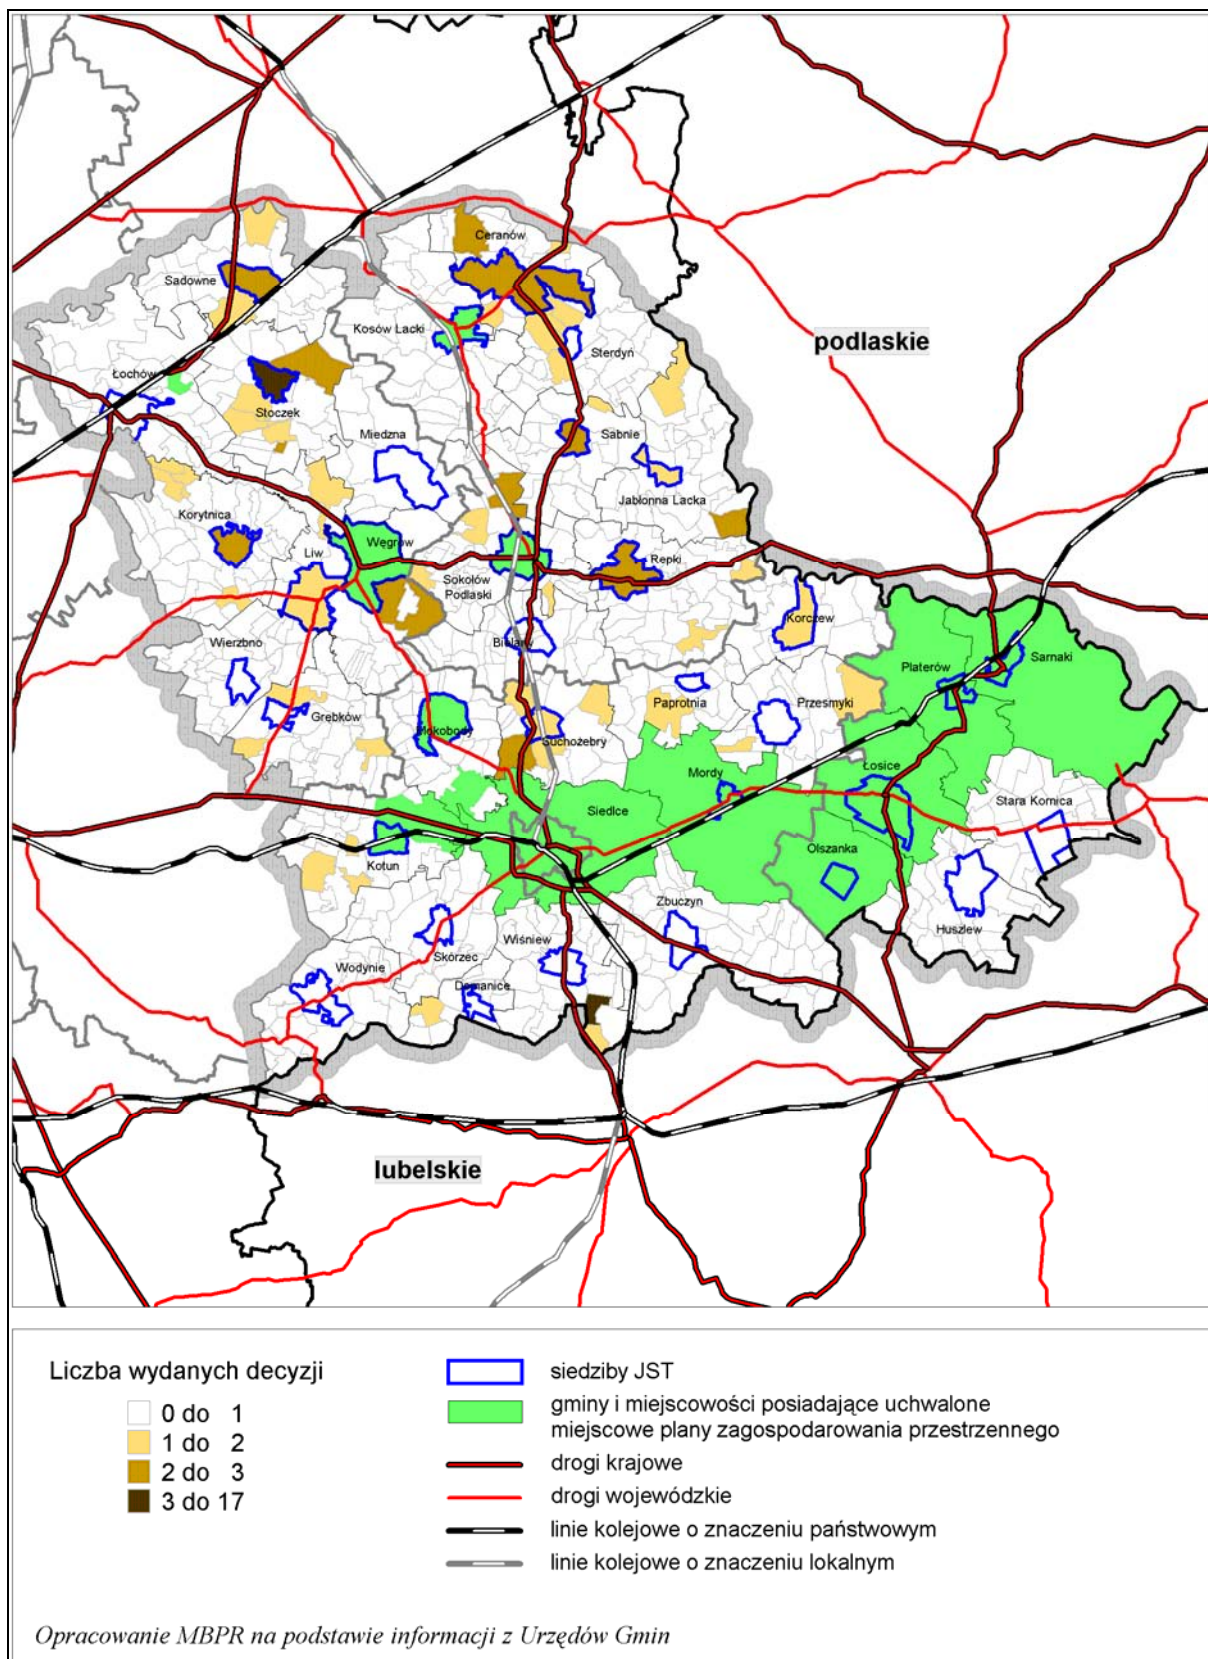 Ceranów
Sadowne
Kosów Lacki
podlaskie
Sterdyń
Łochów
Stoczek
Miedzna
Sabnie
Jabłonna Lacka
Korytnica
Węgrów
Liw
Repki
Sokołów
Podlaski
Korczew
Bielany
Wierzbno
Sarnaki
Platerów
Paprotnia
Przesmyki
Grębków
Mokobody
Suchożebry
Łosice
Mordy
Stara Kornica
Siedlce
Olszanka
Kotuń
Zbuczyn
Huszlew
Wiśniew
Skórzec
Wodynie
Domanice
lubelskie
Liczba wydanych decyzji
0 do 1
1 do 2
2 do 3
3 do 17
siedziby JST
gminy i miejscowości posiadające uchwalone
miejscowe plany zagospodarowania przestrzennego
drogi krajowe
drogi wojewódzkie
linie kolejowe o znaczeniu państwowym
linie kolejowe o znaczeniu lokalnym
Opracowanie MBPR na podstawie informacji z Urzędów Gmin